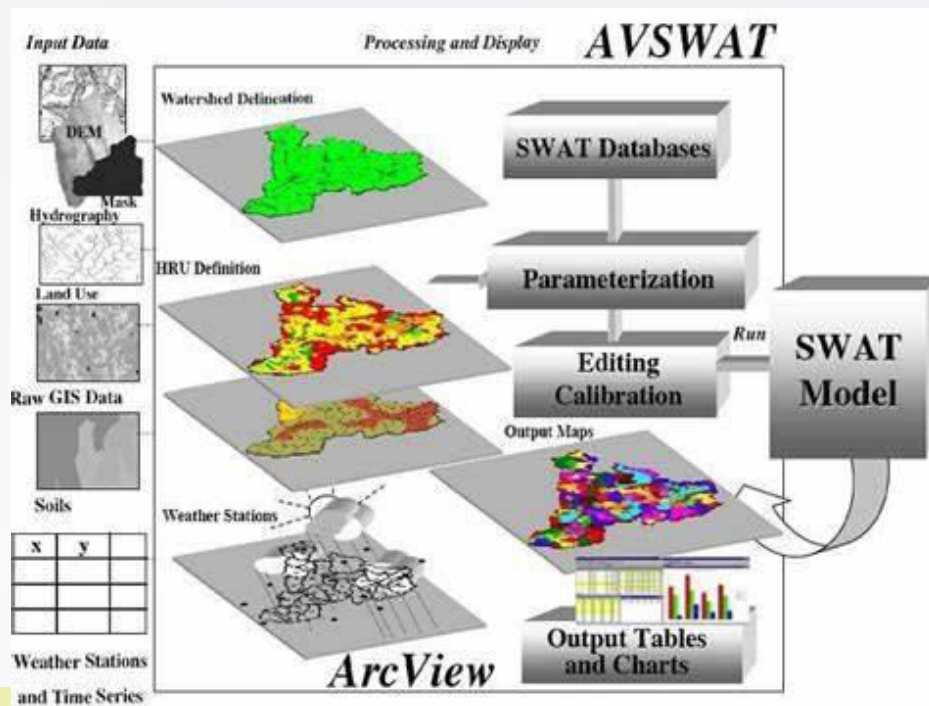 Input Data
Processing and Display
AVSWAT
DEM
Mask
Hydrography
Land Use
Raw GIS Data
Soils
x y
Weather Stations
and Time Series
Watershed Delineation
HRU Definition
Weather Stations
ArcView
SWAT Databases
Parameterization
Editing
Calibration
Run
SWAT
Model
Output Maps
Output Tables
and Charts